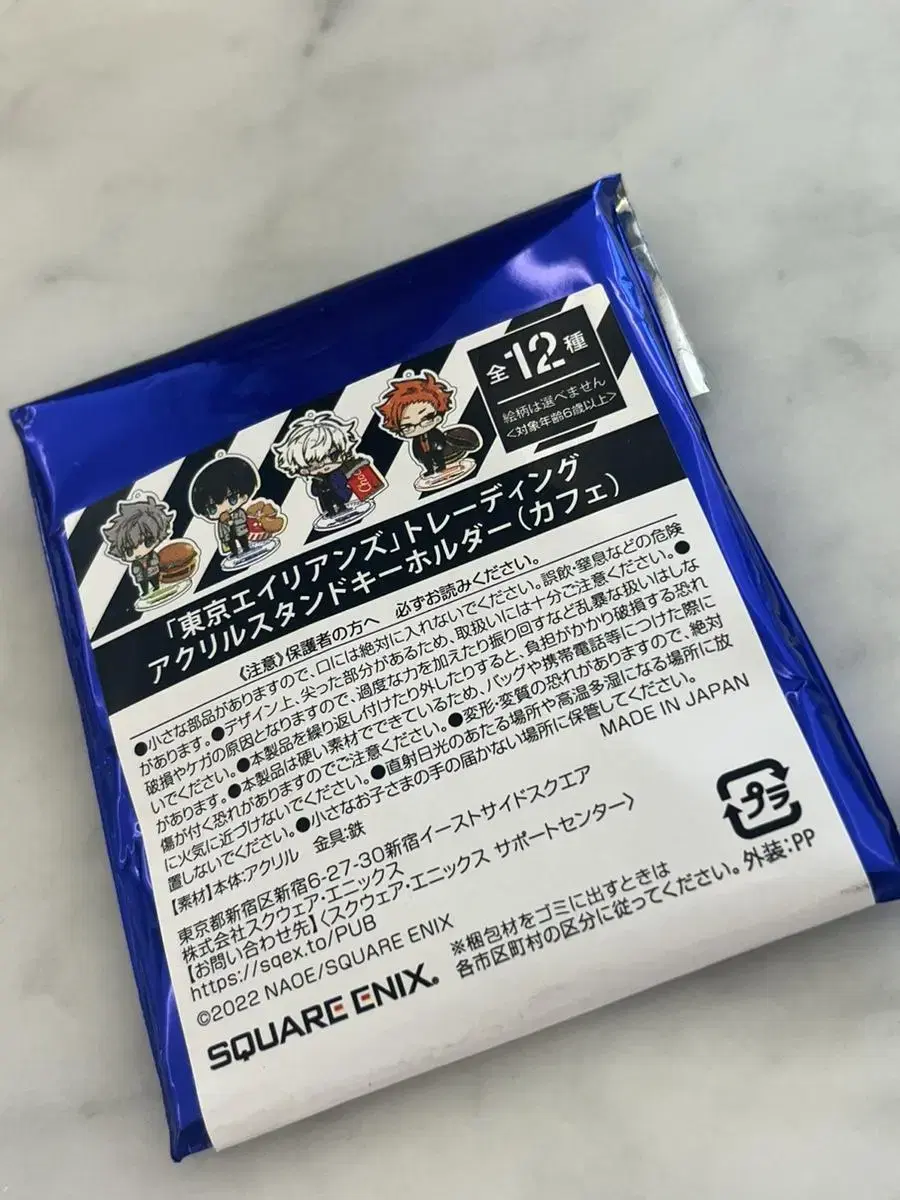 全12種
絵柄は選べません
<対象年齢6歳以上>
「東京エイリアンズ」トレーディング
アクリルスタンドキーホルダー(カフェ)
《注意》保護者の方へ 必ずお読みください。
●小さな部品がありますので、口には絶対に入れないでください。誤飲・窒息などの危険
があります。●デザイン上、尖った部分があるため、取扱いには十分ご注意ください。●
破損やケガの原因となりますので、過度な力を加えたり振り回すなど乱暴な扱いはしな
いでください。●本製品を繰り返し付けたり外したりすると、負担がかかり破損する恐れ
があります。●本製品は硬い素材でできているため、バッグや携帯電話等につけた際に
傷が付く恐れがありますのでご注意ください。●変形・変質の恐れがありますので、絶対
に火気に近づけないでください。●直射日光のあたる場所や高温多湿になる場所に放
置しないでください。●小さなお子さまの手の届かない場所に保管してください。
MADE IN JAPAN
【素材】本体:アクリル 金具:鉄
東京都新宿区新宿6-27-30新宿イーストサイドスクエア
株式会社スクウェア・エニックス
【お問い合わせ先】〈スクウェア・エニックス サポートセンター〉
https://sqex.to/PUB
©2022 NAOE/SQUARE ENIX
プラ
外装:PP
※梱包材をゴミに出すときは
各市区町村の区分に従ってください。
SQUARE ENIX.